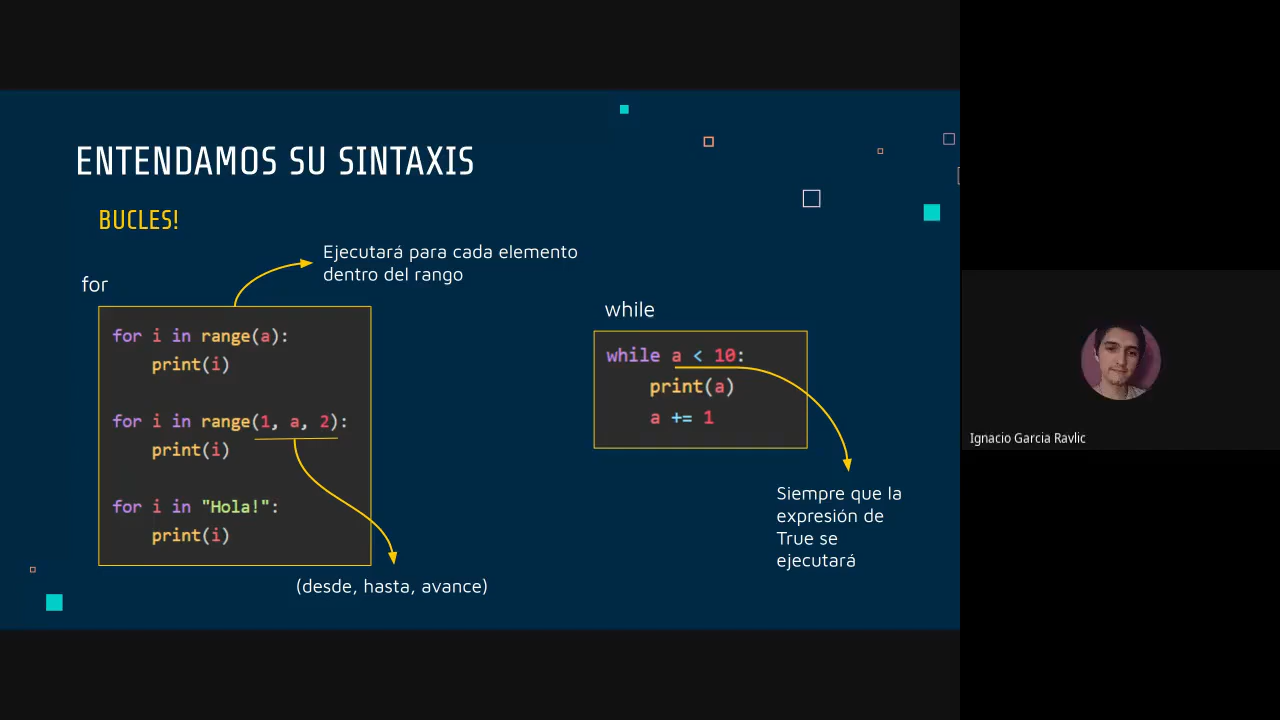 ENTENDAMOS SU SINTAXIS
BUCLES!
Ejecutará para cada elemento
dentro del rango
for
for i in range(a):
    print(i)
for i in range(1, a, 2):
    print(i)
for i in "Hola!":
    print(i)
(desde, hasta, avance)
while
while a < 10:
    print(a)
    a += 1
Siempre que la
expresión de
True se
ejecutará
Ignacio Garcia Ravlic